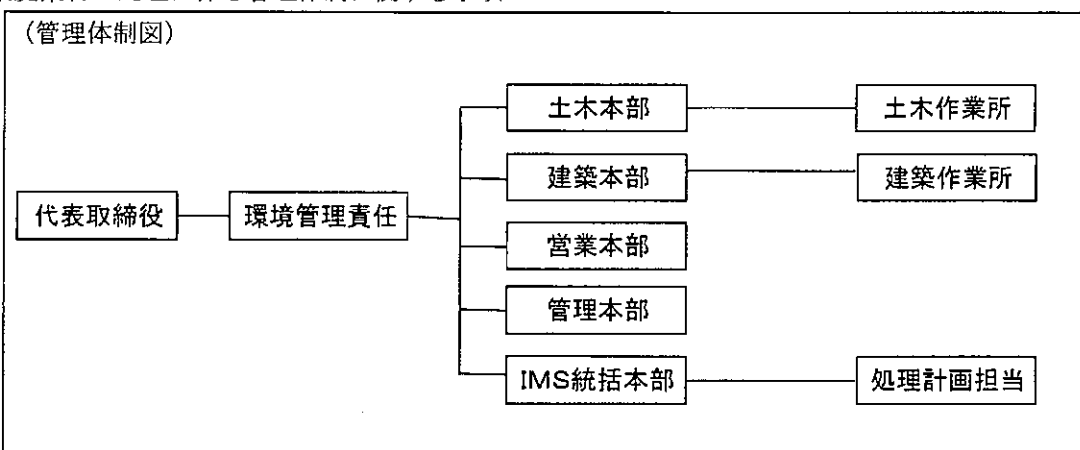 (管理体制図)
土木本部
土木作業所
建築本部
建築作業所
代表取締役
環境管理責任
営業本部
管理本部
IMS統括本部
処理計画担当